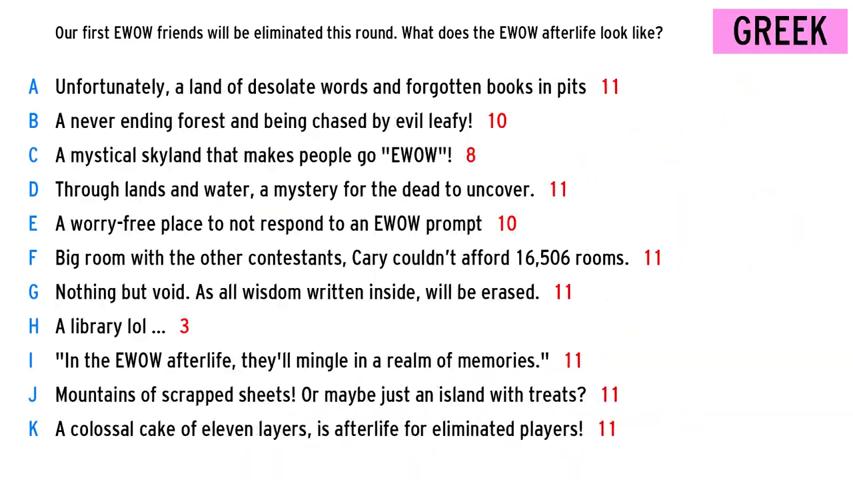 Our first EWOW friends will be eliminated this round. What does the EWOW afterlife look like?
GREEK
A Unfortunately, a land of desolate words and forgotten books in pits 11
B A never ending forest and being chased by evil leafy! 10
C A mystical skyland that makes people go "EWOW"! 8
D Through lands and water, a mystery for the dead to uncover. 11
E A worry-free place to not respond to an EWOW prompt 10
F Big room with the other contestants, Cary couldn't afford 16,506 rooms. 11
G Nothing but void. As all wisdom written inside, will be erased. 11
H A library lol ... 3
I "In the EWOW afterlife, they'll mingle in a realm of memories." 11
J Mountains of scrapped sheets! Or maybe just an island with treats? 11
K A colossal cake of eleven layers, is afterlife for eliminated players! 11